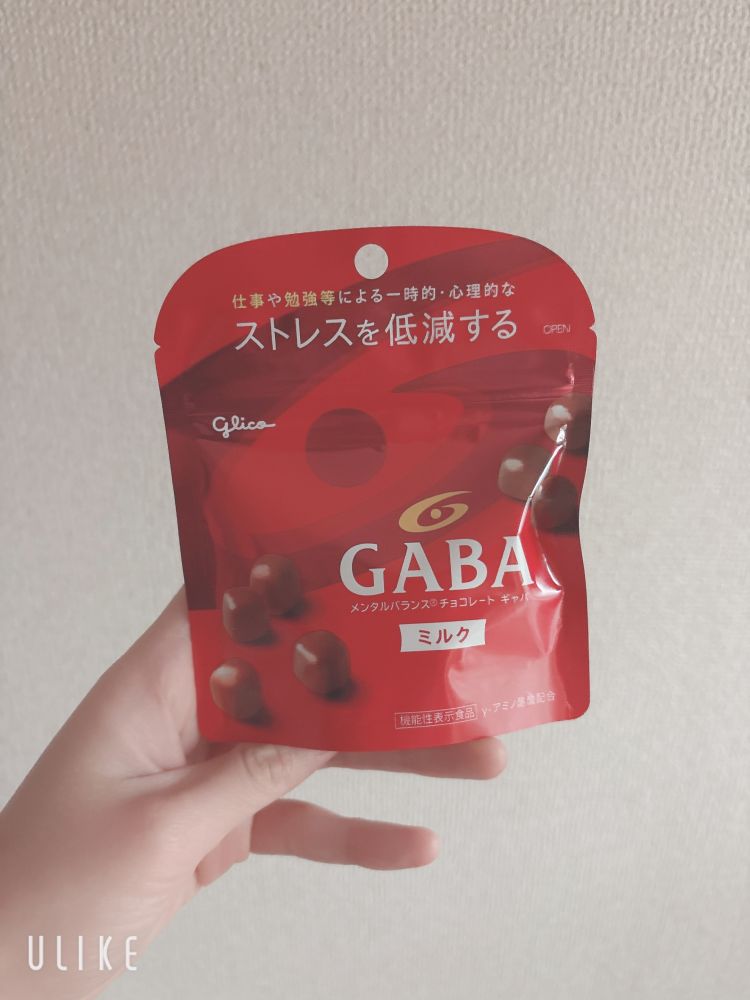 仕事や勉強等による一時的・心理的な
ストレスを低減する
OPEN
glico
GABA
メンタルバランス®チョコレート ギャバ
ミルク
機能性表示食品 γ-アミノ酪酸配合
ULIKE